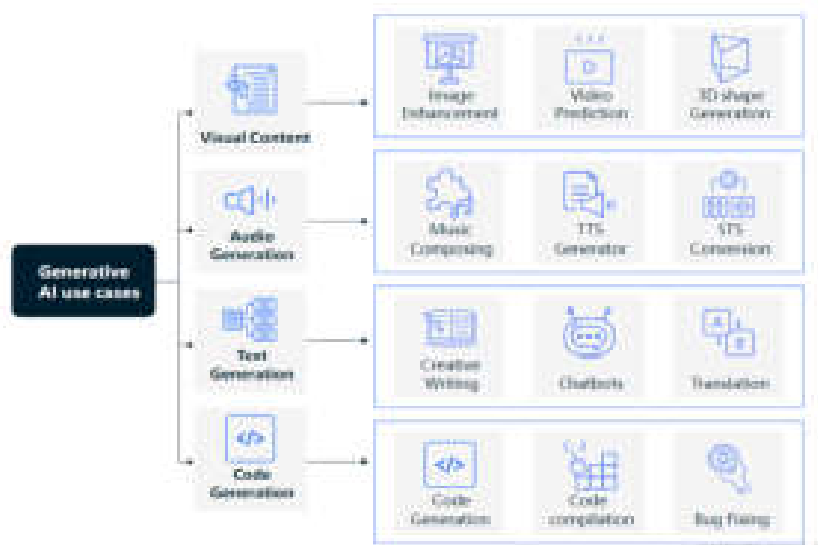 Generative
AI use cases
Visual Content
Image
Enhancement
Video
Prediction
3D shape
Generation
Audio
Generation
Music
Composing
TTS
Generator
STS
Conversion
Text
Generation
Creative
Writing
Chatbots
Translation
Code
Generation
Code
Generation
Code
compilation
Bug fixing